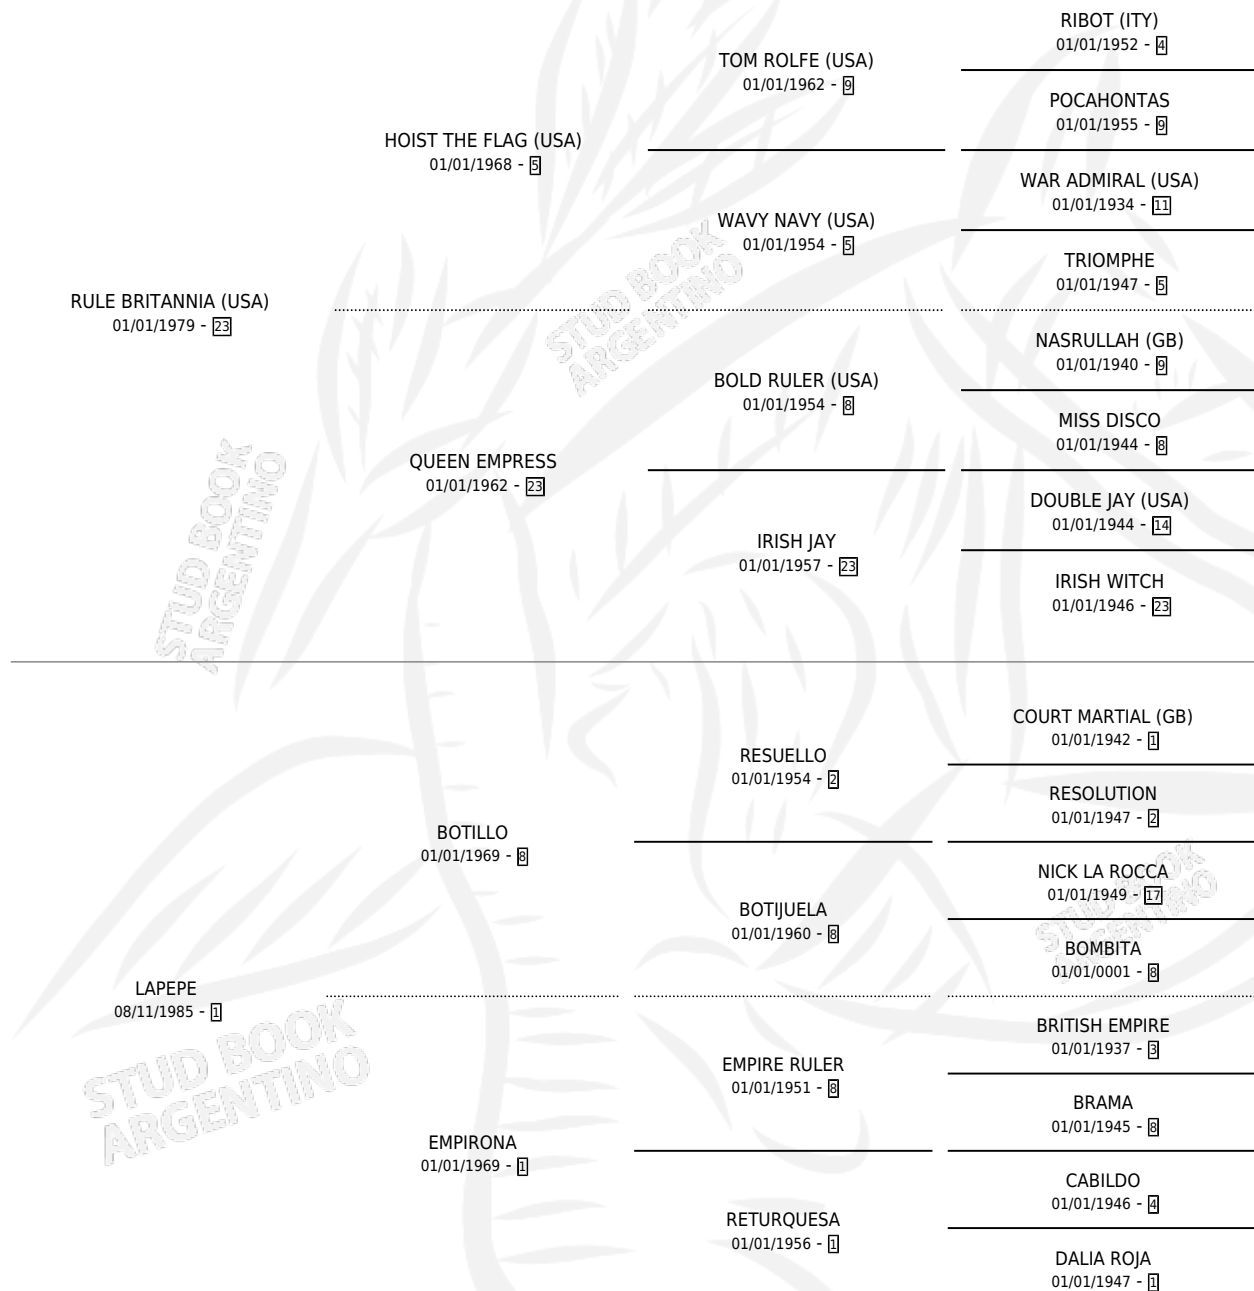 RIBOT (ITY)
01/01/1952 - 4
TOM ROLFE (USA)
01/01/1962 - 9
POCAHONTAS
01/01/1955 - 9
HOIST THE FLAG (USA)
01/01/1968 - 5
WAR ADMIRAL (USA)
01/01/1934 - 11
WAVY NAVY (USA)
01/01/1954 - 5
TRIOMPHE
01/01/1947 - 5
STUD BOOK
ARGENTINO
RULE BRITANNIA (USA)
01/01/1979 - 23
NASRULLAH (GB)
01/01/1940 - 9
BOLD RULER (USA)
01/01/1954 - 8
MISS DISCO
01/01/1944 - 8
QUEEN EMPRESS
01/01/1962 - 23
DOUBLE JAY (USA)
01/01/1944 - 14
IRISH JAY
01/01/1957 - 23
IRISH WITCH
01/01/1946 - 23
STUD BOOK
ARGENTINO
COURT MARTIAL (GB)
01/01/1942 - 1
RESUELLO
01/01/1954 - 2
RESOLUTION
01/01/1947 - 2
BOTILLO
01/01/1969 - 8
NICK LA ROCCA
01/01/1949 - 17
BOTIJUELA
01/01/1960 - 8
BOMBITA
01/01/0001 - 8
STUD BOOK
ARGENTINO
LAPEPE
08/11/1985 - 1
BRITISH EMPIRE
01/01/1937 - 3
EMPIRE RULER
01/01/1951 - 8
BRAMA
01/01/1945 - 8
STUD BOOK
ARGENTINO
EMPIRONA
01/01/1969 - 1
CABILDO
01/01/1946 - 4
RETURQUESA
01/01/1956 - 1
DALIA ROJA
01/01/1947 - 1